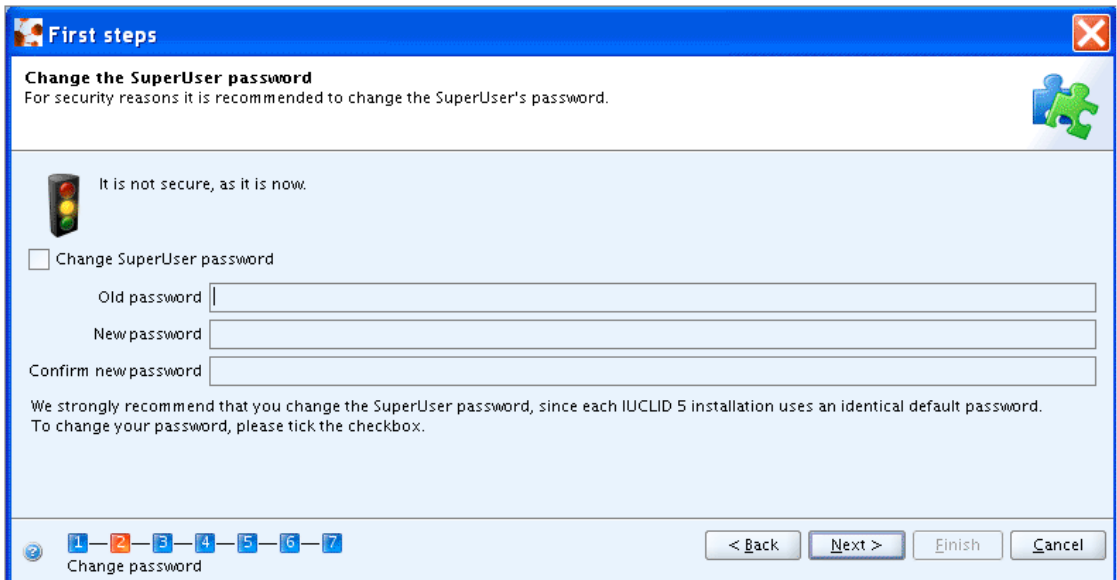 First steps
Change the SuperUser password
For security reasons it is recommended to change the SuperUser's password.
It is not secure, as it is now.
Change SuperUser password
Old password
New password
Confirm new password
We strongly recommend that you change the SuperUser password, since each IUCLID 5 installation uses an identical default password.
To change your password, please tick the checkbox.
1 2 3 4 5 6 7
Change password
< Back Next > Finish Cancel